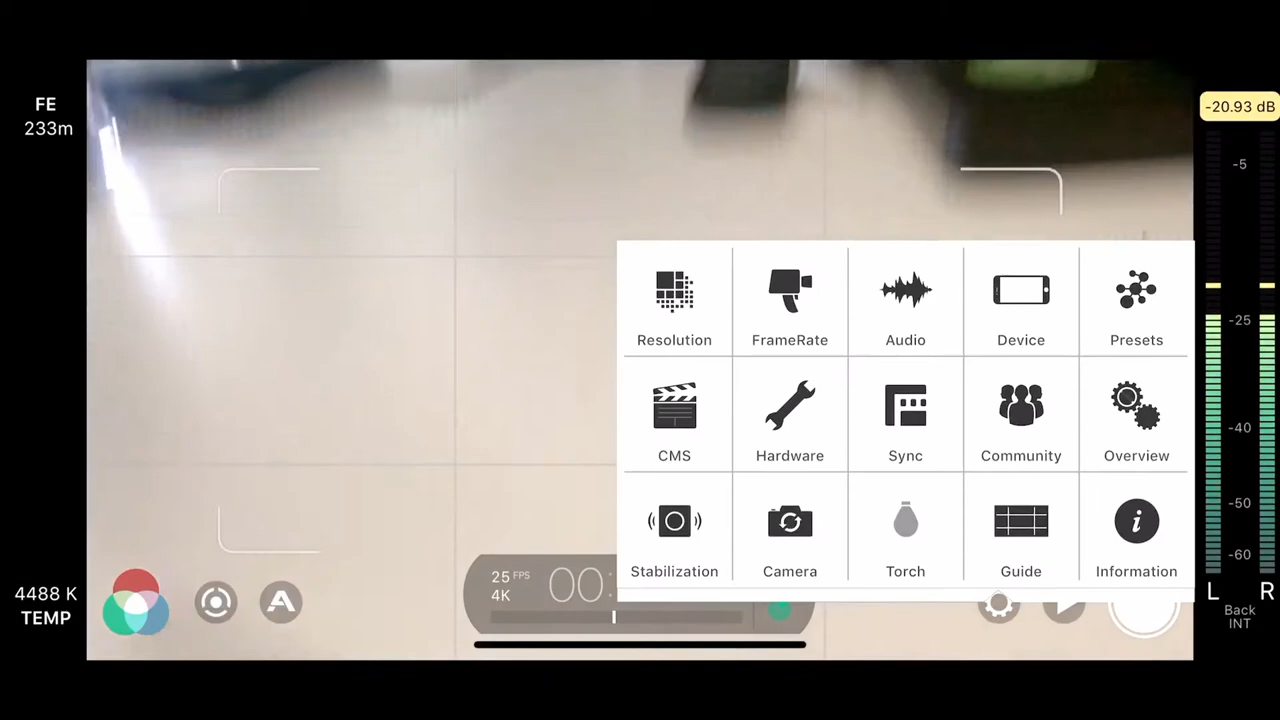 FE
233m
-20.93 dB
-5
-25
-40
-50
-60
L R
Back
INT
Resolution FrameRate Audio Device Presets
CMS Hardware Sync Community Overview
Stabilization Camera Torch Guide Information
25 FPS
4K
00:
4488 K
TEMP
A